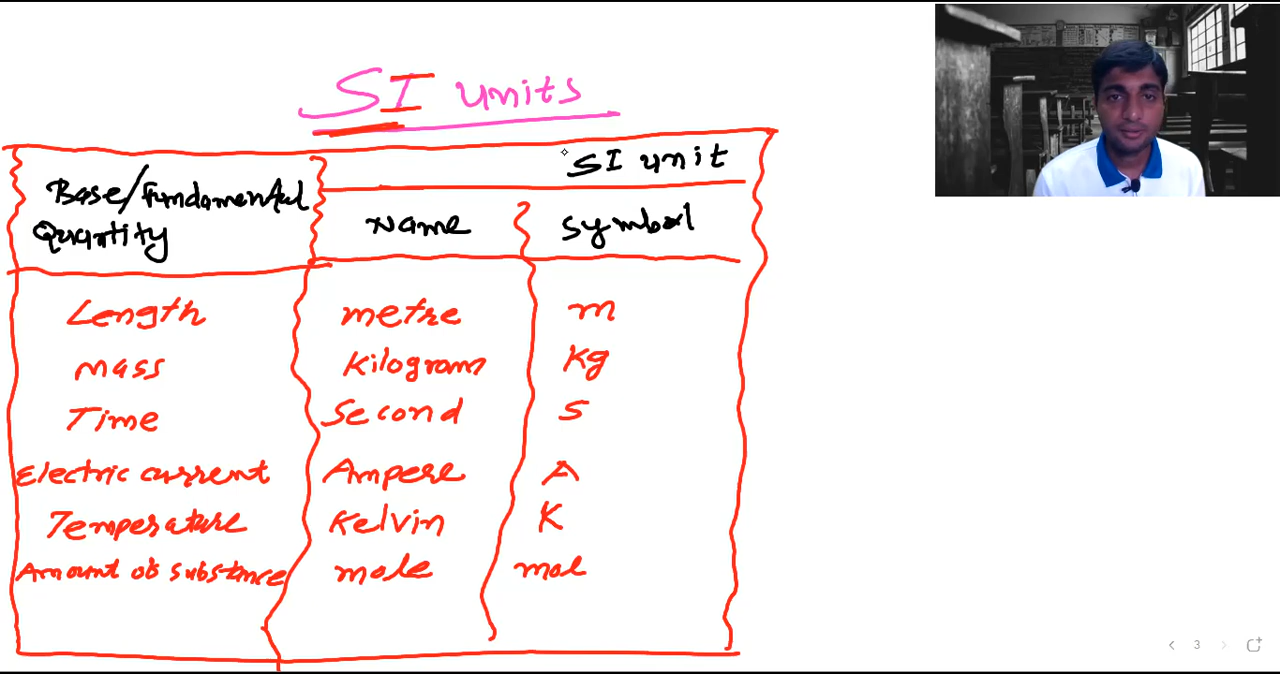 SI units
SI unit
Base/Fundamental
Quantity
Name Symbol
Length metre m
Mass Kilogram Kg
Time Second S
Electric current Ampere A
Temperature Kelvin K
Amount of substance mole mol
3